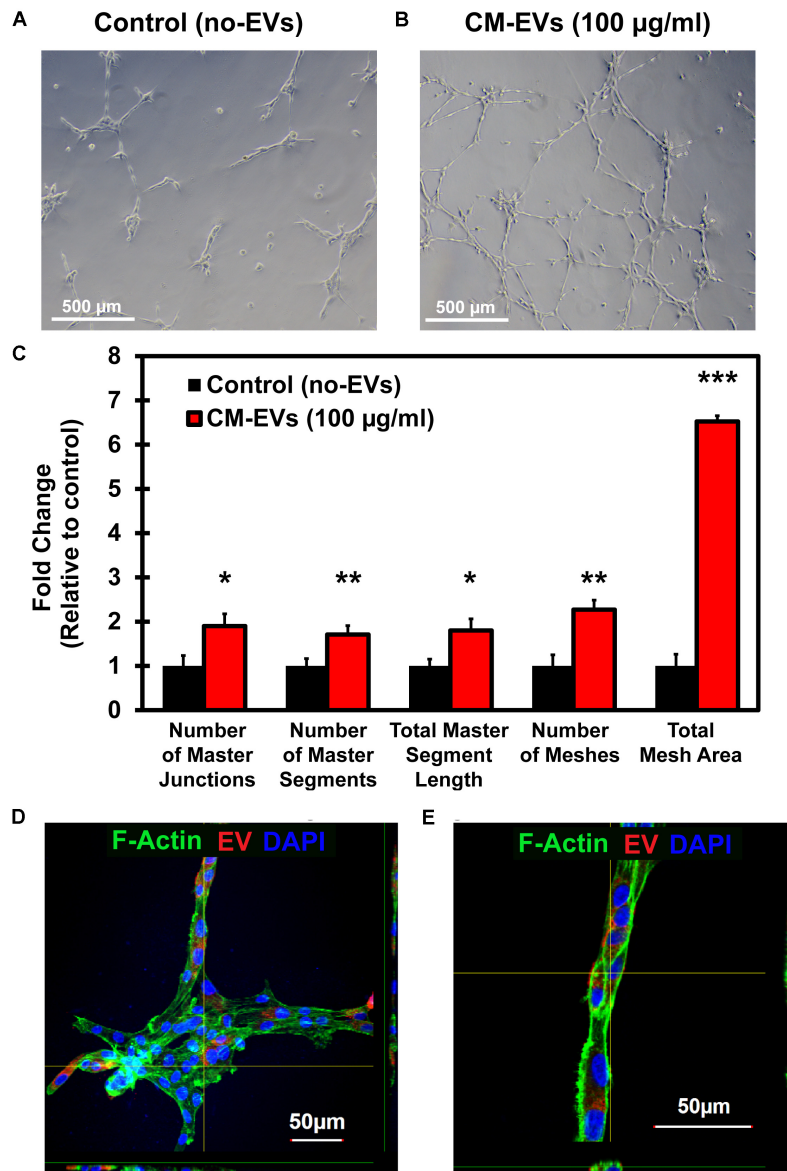 A Control (no-EVs)
B CM-EVs (100 µg/ml)
500 µm
500 µm
C
Fold Change
(Relative to control)
8
7
6
5
4
3
2
1
0
Control (no-EVs)
CM-EVs (100 µg/ml)
*
**
*
**
***
Number
of Master
Junctions
Number
of Master
Segments
Total Master
Segment
Length
Number
of Meshes
Total
Mesh Area
D
F-Actin EV DAPI
50µm
E
F-Actin EV DAPI
50µm